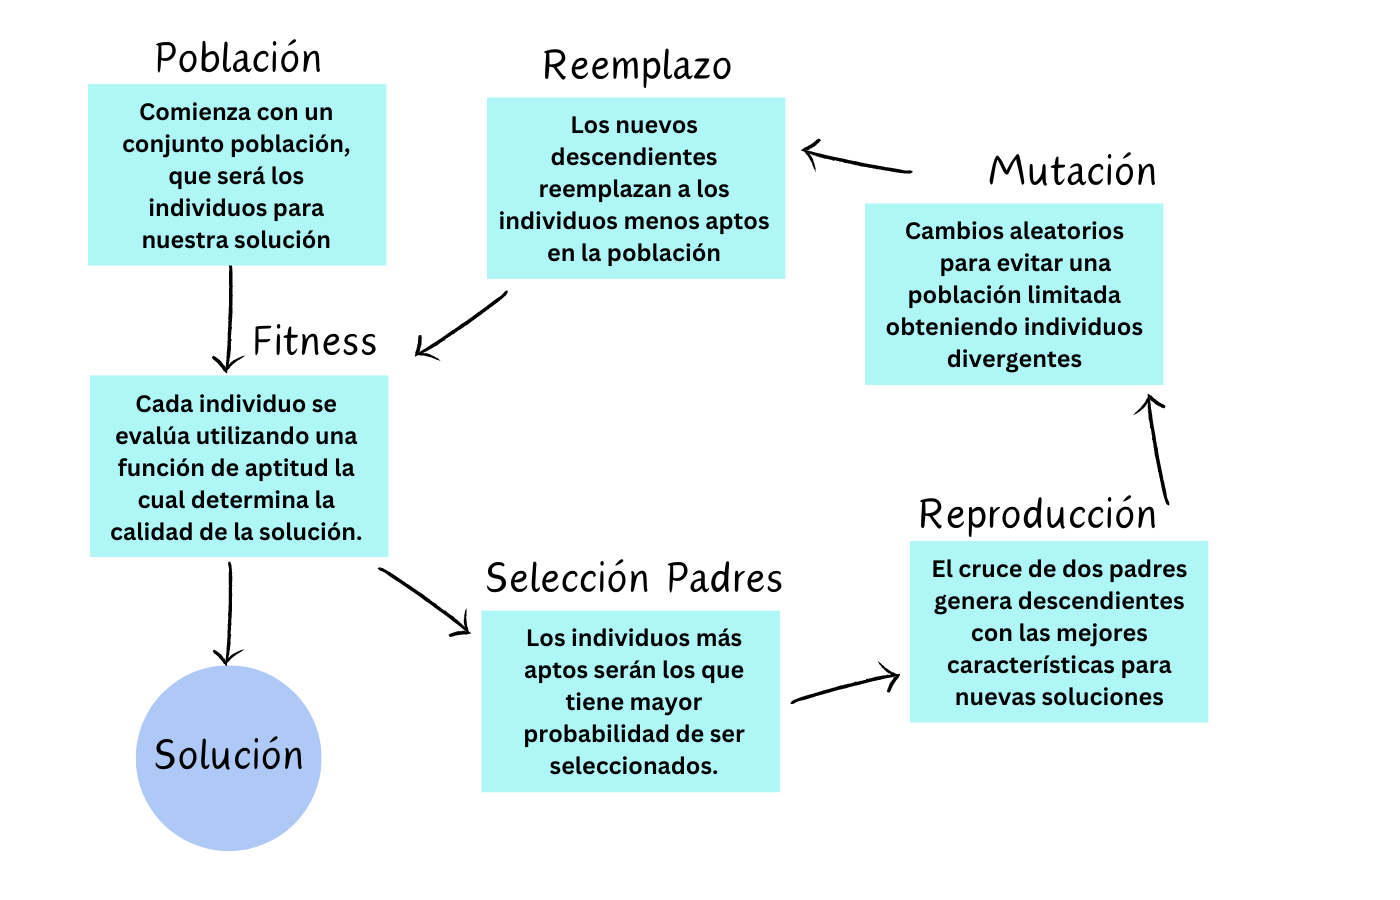 Población
Comienza con un
conjunto población,
que será los
individuos para
nuestra solución
Reemplazo
Los nuevos
descendientes
reemplazan a los
individuos menos aptos
en la población
Mutación
Cambios aleatorios
para evitar una
población limitada
obteniendo individuos
divergentes
Fitness
Cada individuo se
evalúa utilizando una
función de aptitud la
cual determina la
calidad de la solución.
Selección Padres
Los individuos más
aptos serán los que
tiene mayor
probabilidad de ser
seleccionados.
Reproducción
El cruce de dos padres
genera descendientes
con las mejores
características para
nuevas soluciones
Solución